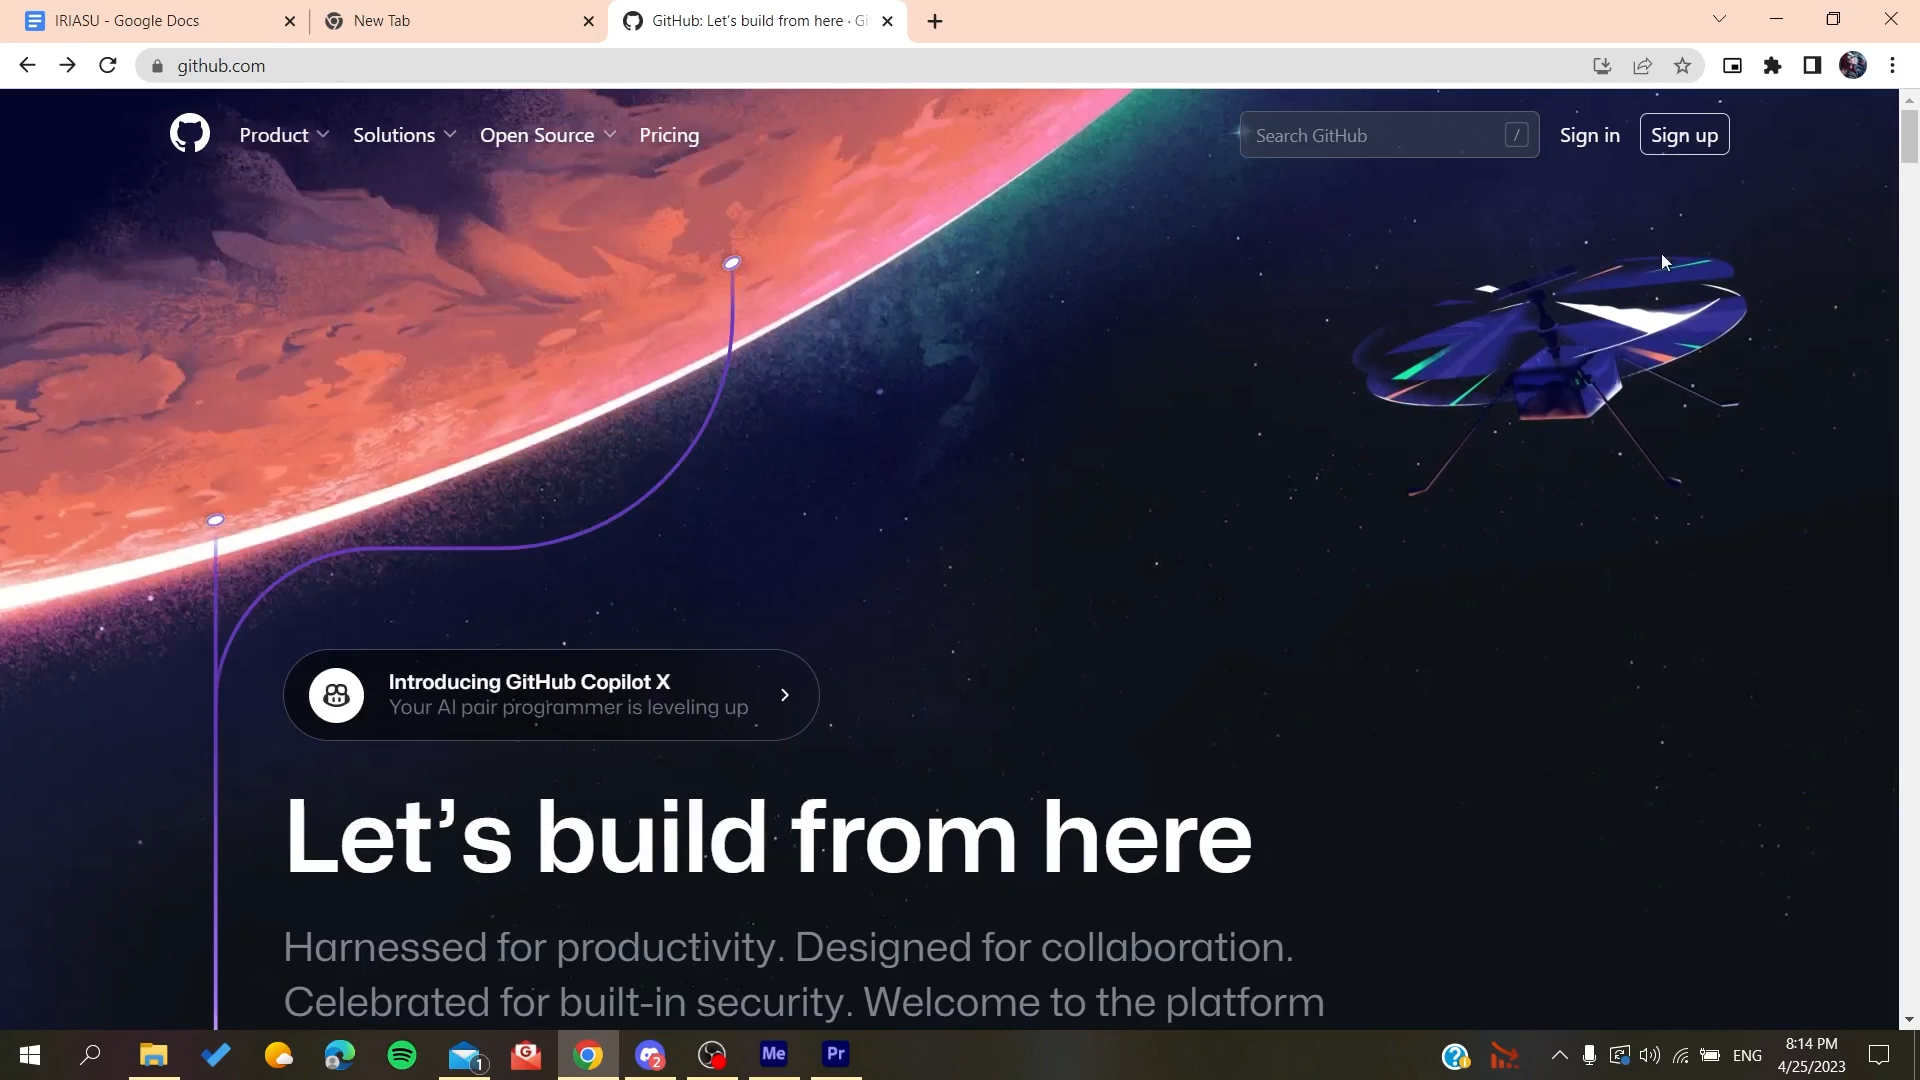 IRIASU - Google Docs
New Tab
GitHub: Let's build from here · Gi
github.com
Product
Solutions
Open Source
Pricing
Search GitHub
/
Sign in
Sign up
Introducing GitHub Copilot X
Your AI pair programmer is leveling up
Let's build from here
Harnessed for productivity. Designed for collaboration.
Celebrated for built-in security. Welcome to the platform
1
G
2
Me
Pr
ENG
8:14 PM
4/25/2023